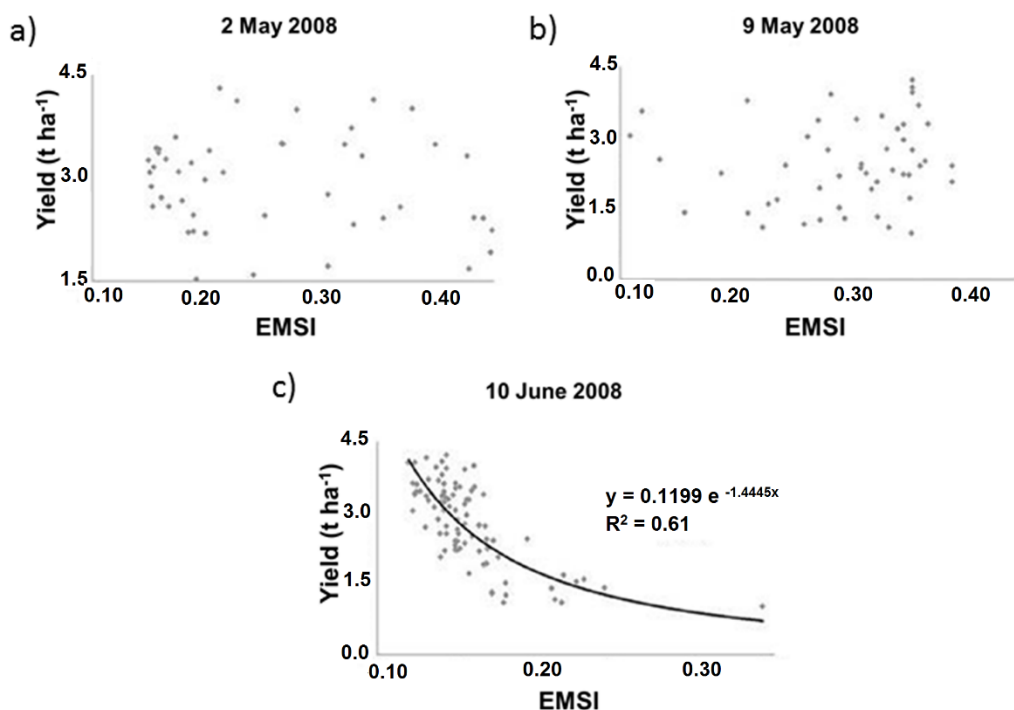 a)
2 May 2008
Yield (t ha-1)
4.5
3.0
1.5
0.10 0.20 0.30 0.40
EMSI
b)
9 May 2008
Yield (t ha-1)
4.5
3.0
1.5
0.0
0.10 0.20 0.30 0.40
EMSI
c)
10 June 2008
Yield (t ha-1)
4.5
3.0
1.5
0.0
y = 0.1199 e -1.4445x
R2 = 0.61
0.10 0.20 0.30
EMSI